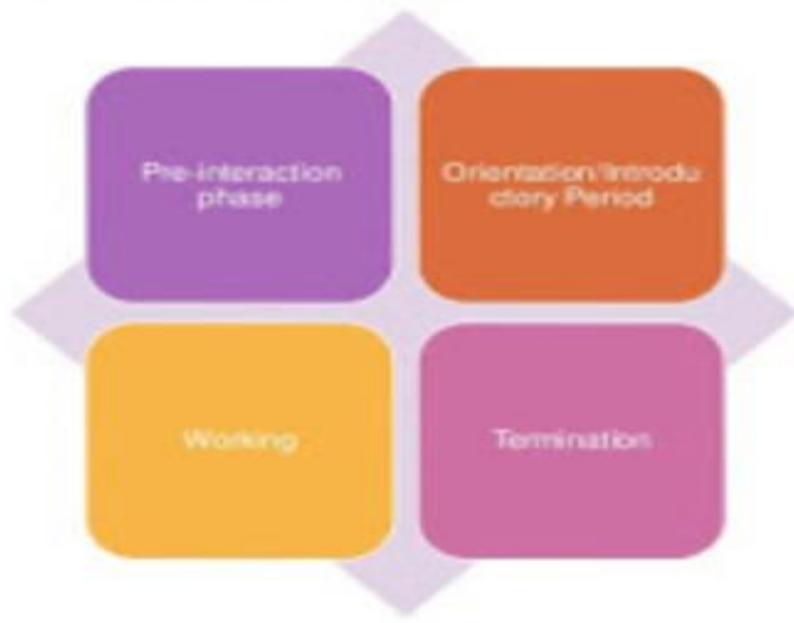 Pre-interaction
phase
Orientation/Introdu
ctory Period
Working
Termination